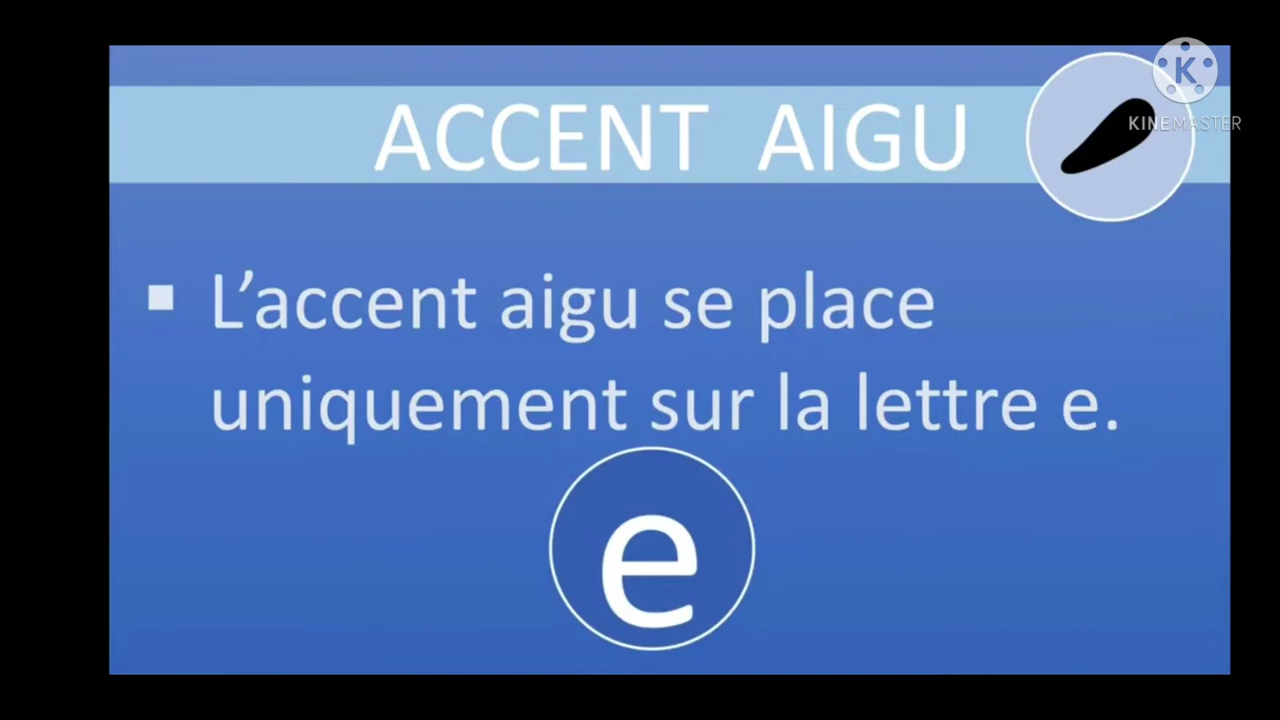 K
KINEMASTER
ACCENT AIGU
▪ L’accent aigu se place
uniquement sur la lettre e.
e